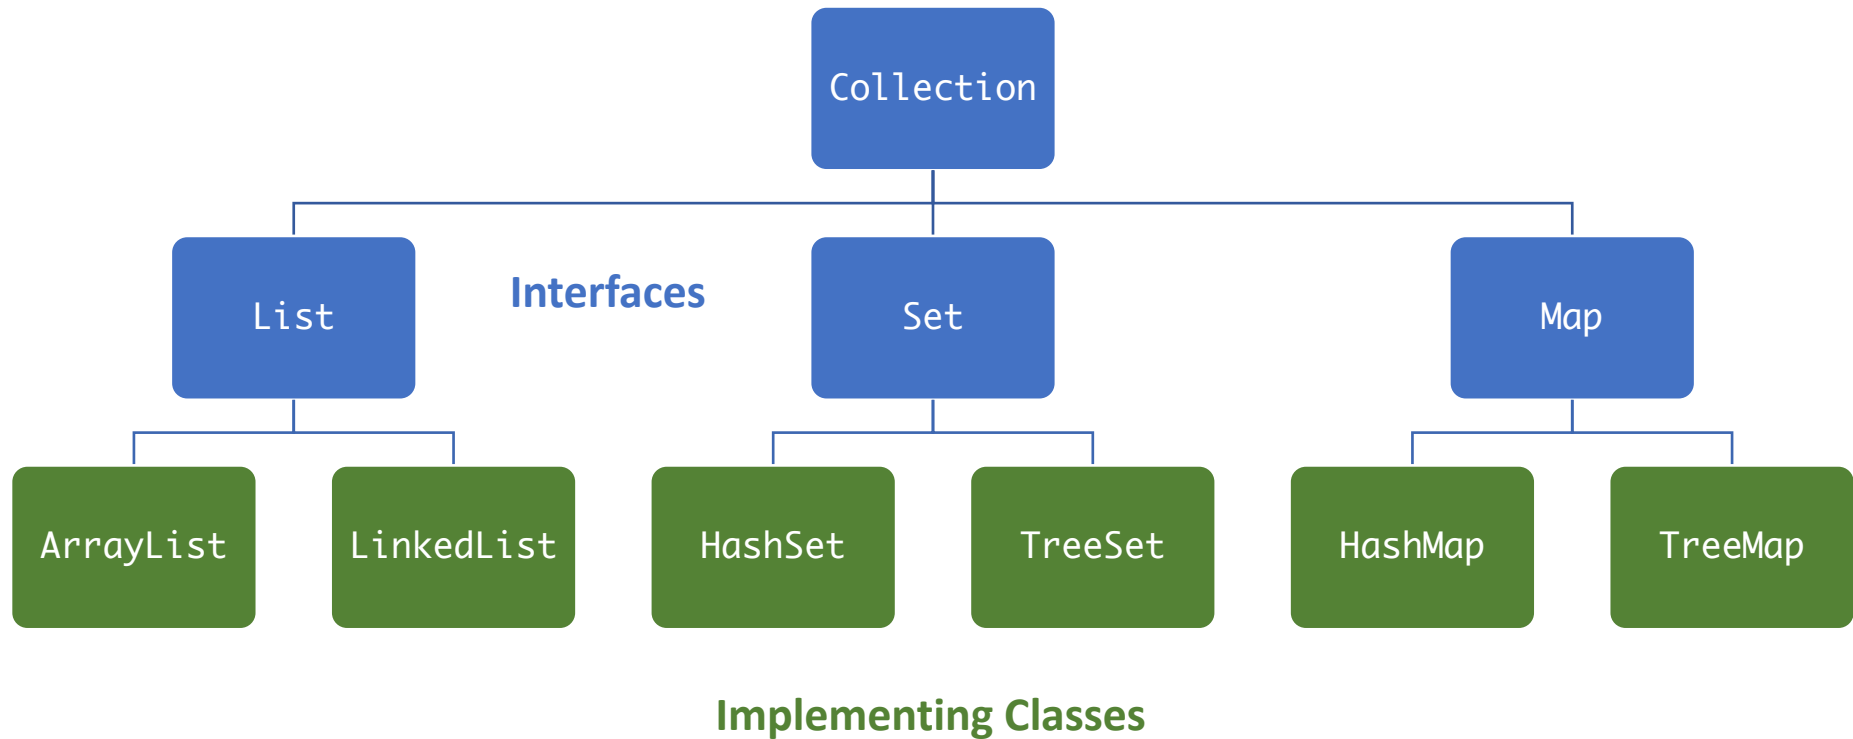 Collection
List
Interfaces
Set
Map
ArrayList
LinkedList
HashSet
TreeSet
HashMap
TreeMap
Implementing Classes